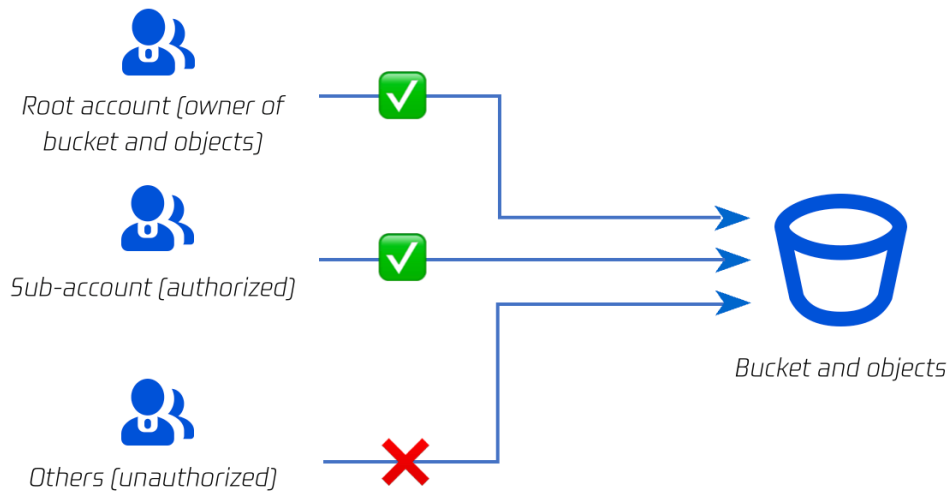 Root account (owner of
bucket and objects)
Sub-account (authorized)
Others (unauthorized)
Bucket and objects